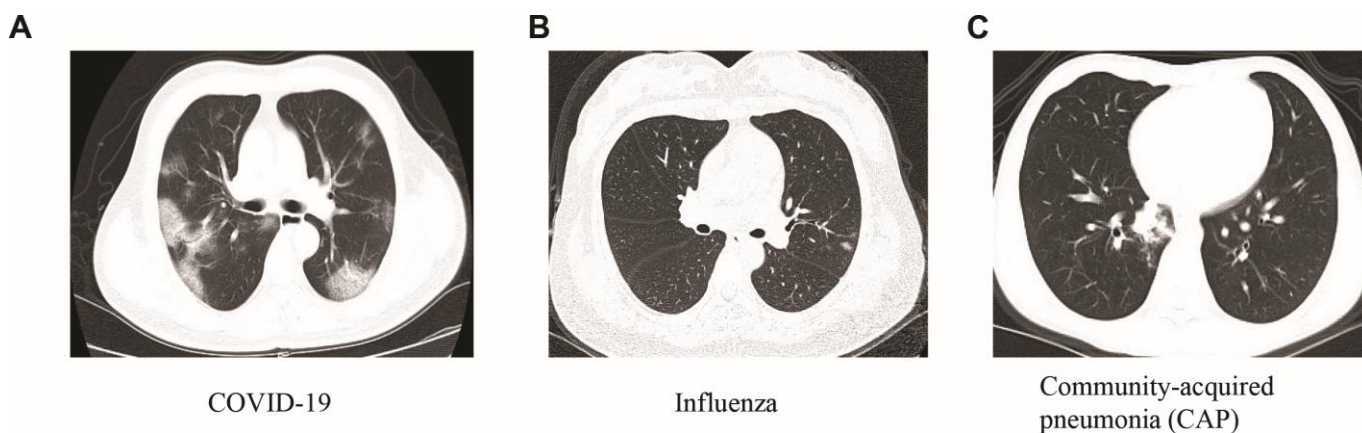 A
B
C
COVID-19
Influenza
Community-acquired
pneumonia (CAP)